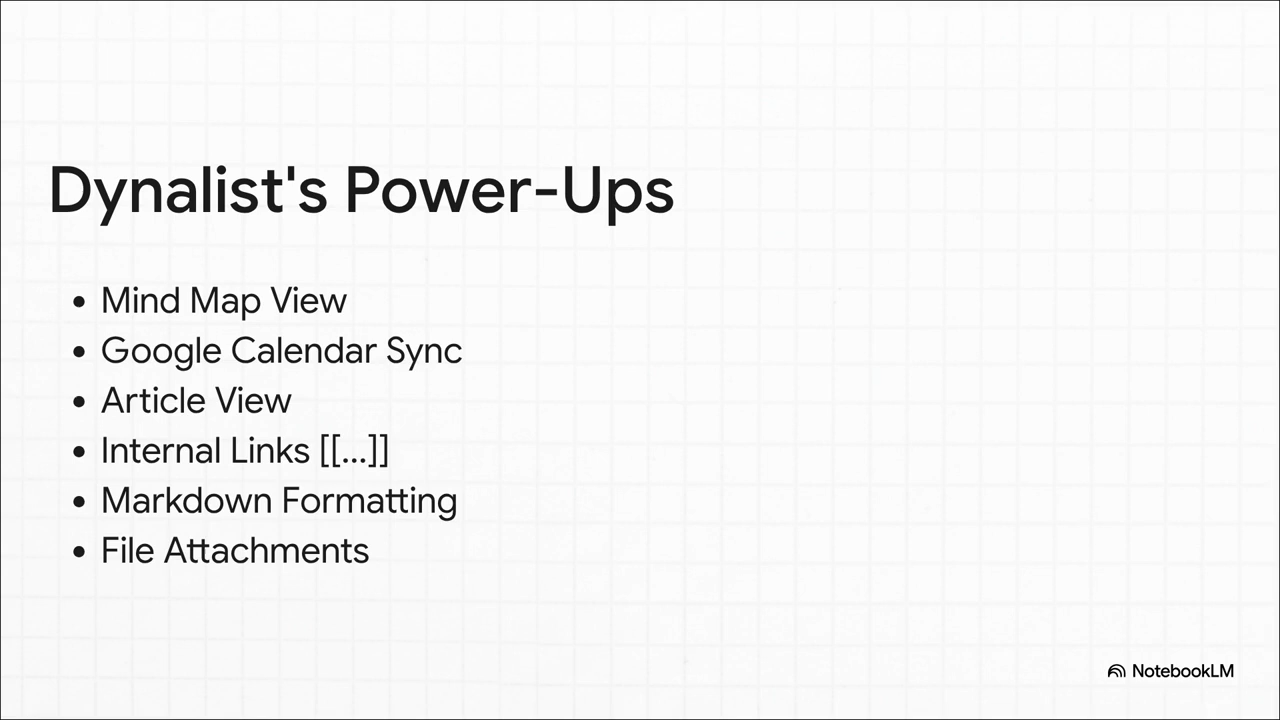 Dynalist's Power-Ups
• Mind Map View
• Google Calendar Sync
• Article View
• Internal Links [[...]]
• Markdown Formatting
• File Attachments
NotebookLM